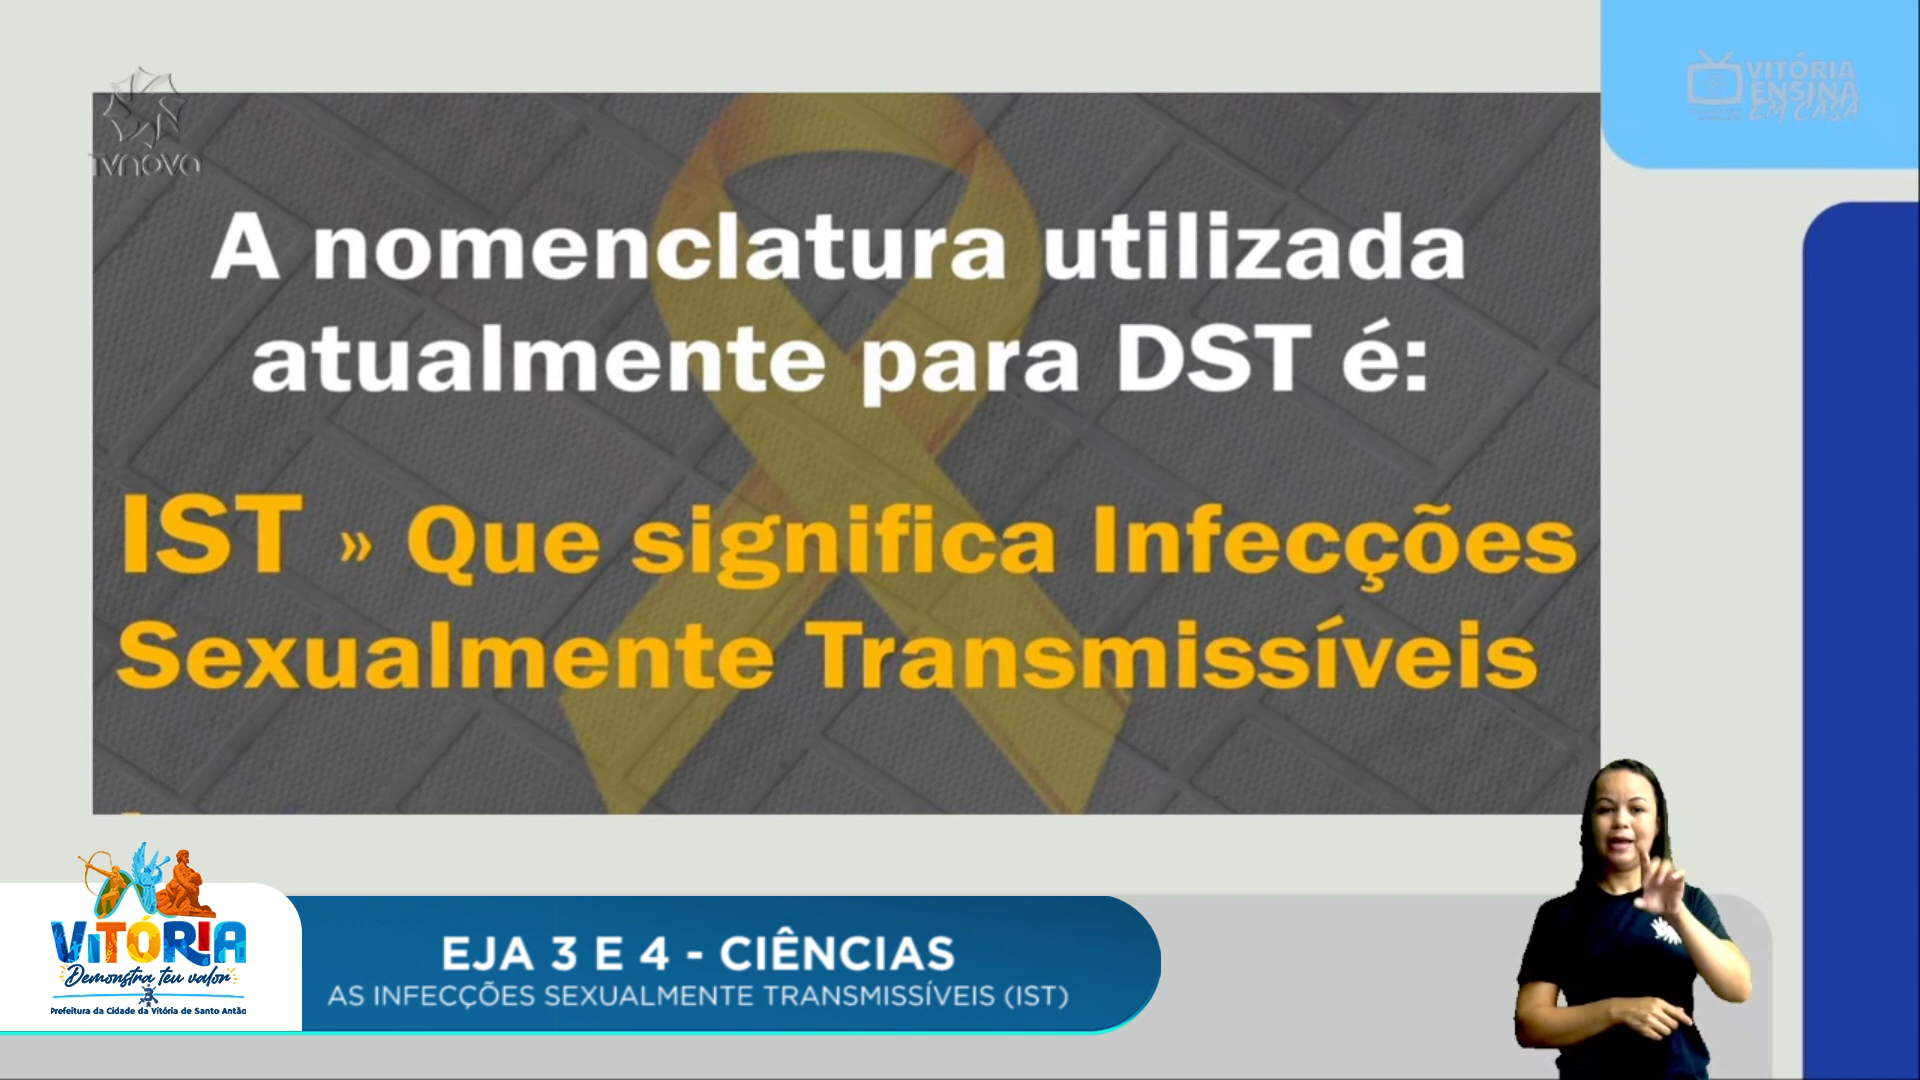 TVNOVA
VITÓRIA
ENSINA
EM CASA
A nomenclatura utilizada
atualmente para DST é:
IST » Que significa Infecções
Sexualmente Transmissíveis
VITÓRIA
Demonstra teu valor
Prefeitura da Cidade da Vitória de Santo Antão
EJA 3 E 4 - CIÊNCIAS
AS INFECÇÕES SEXUALMENTE TRANSMISSÍVEIS (IST)